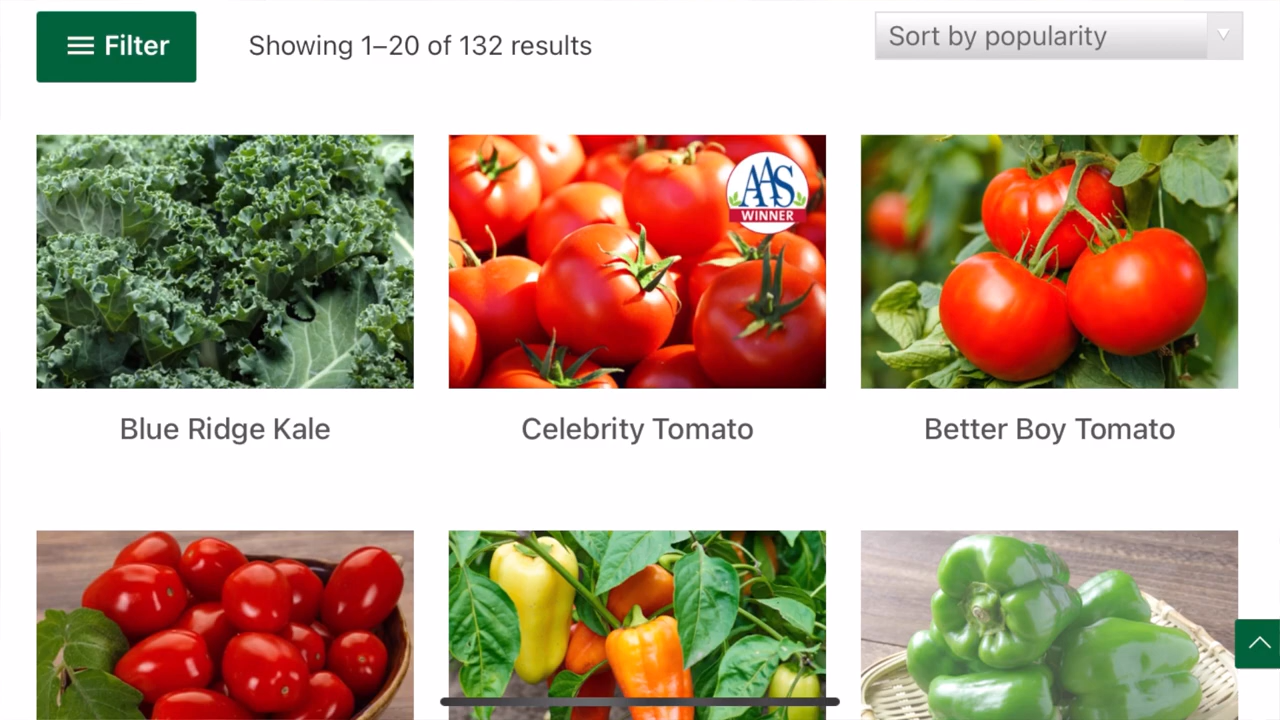 Filter
Showing 1–20 of 132 results
Sort by popularity
AAS
WINNER
Blue Ridge Kale
Celebrity Tomato
Better Boy Tomato